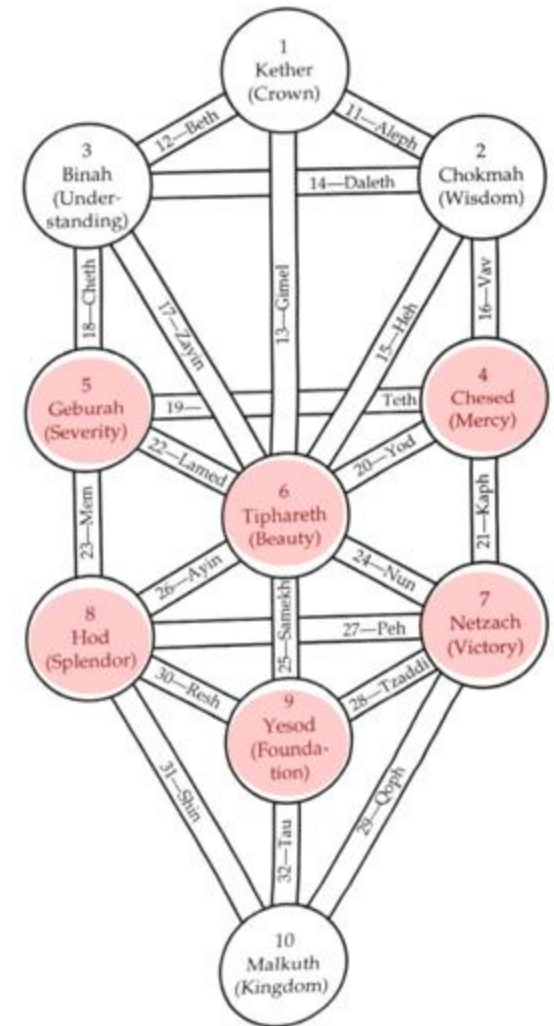 1
Kether
(Crown)
12—Beth
11—Aleph
3
Binah
(Under-
standing)
2
Chokmah
(Wisdom)
14—Daleth
13—Gimel
18—Cheth
17—Zayin
15—Heh
16—Vav
5
Geburah
(Severity)
4
Chesed
(Mercy)
19—
Teth
22—Lamed
20—Yod
6
Tiphareth
(Beauty)
23—Mem
21—Kaph
26—Ayin
24—Nun
25—Samekh
8
Hod
(Splendor)
7
Netzach
(Victory)
27—Peh
30—Resh
28—Tzaddi
9
Yesod
(Founda-
tion)
31—Shin
32—Tau
29—Qoph
10
Malkuth
(Kingdom)